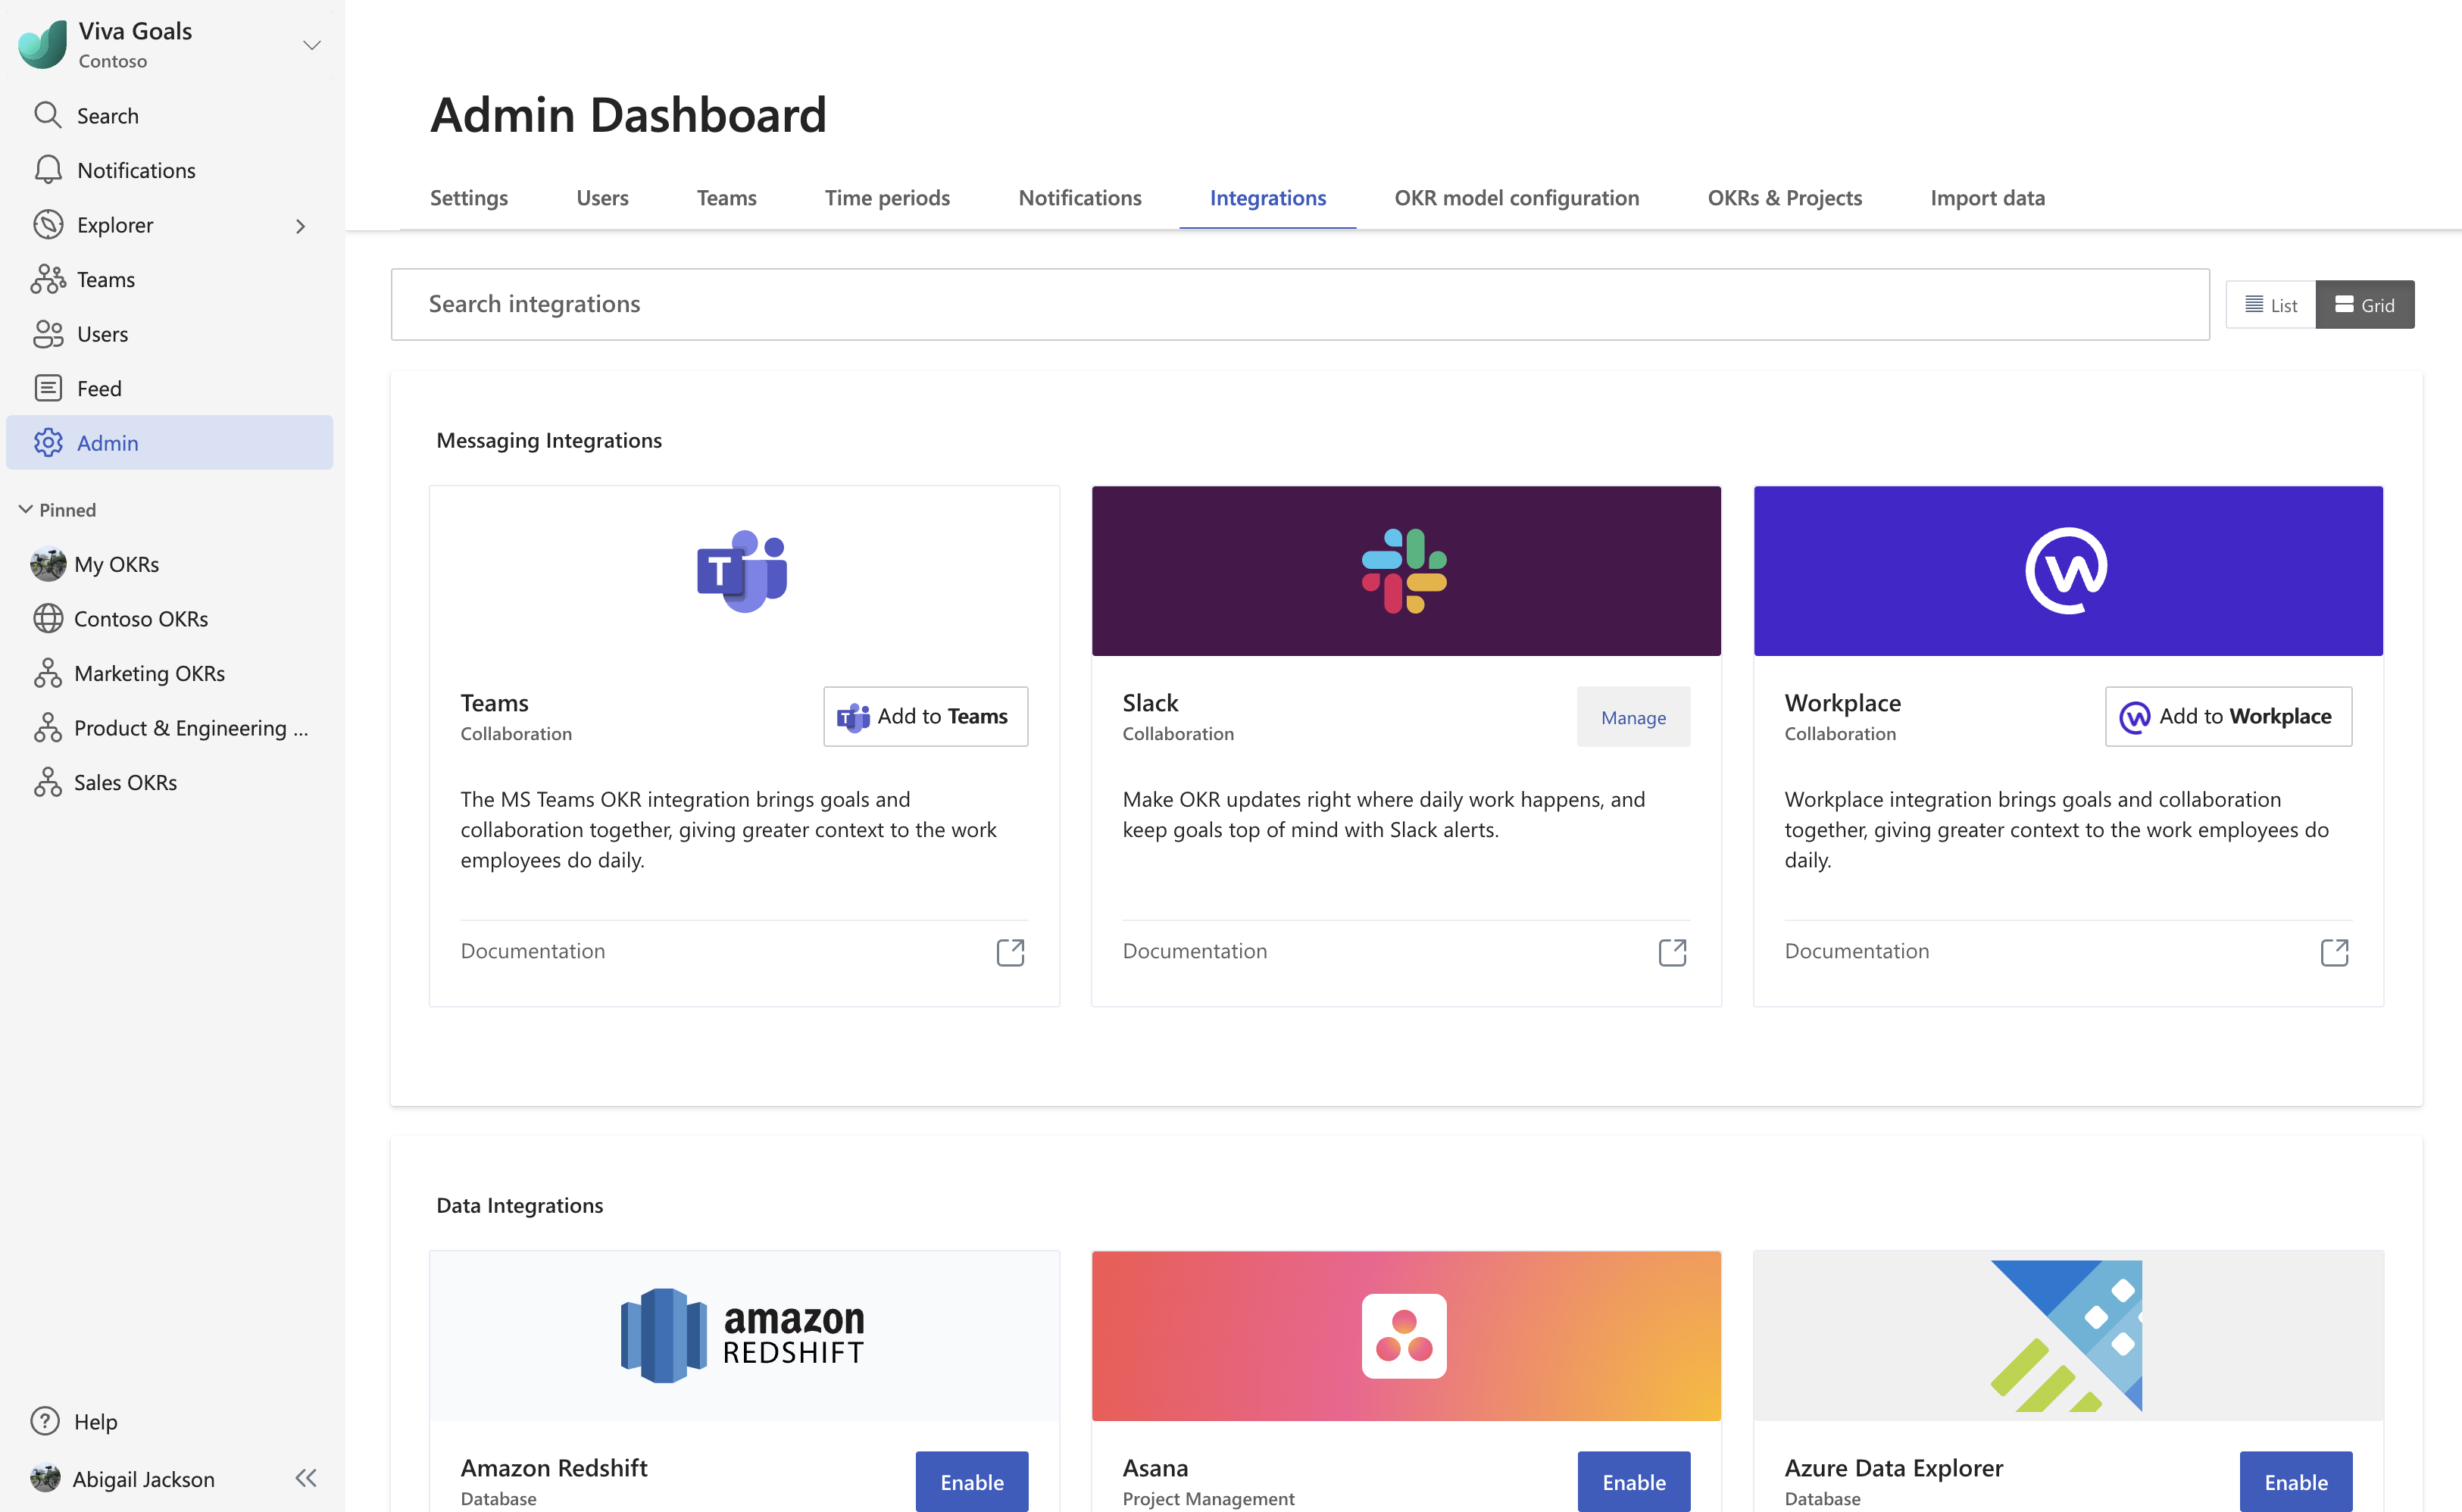 Viva Goals
Contoso
Search
Notifications
Explorer
Teams
Users
Feed
Admin
Pinned
My OKRs
Contoso OKRs
Marketing OKRs
Product & Engineering ...
Sales OKRs
Help
Abigail Jackson
Admin Dashboard
Settings
Users
Teams
Time periods
Notifications
Integrations
OKR model configuration
OKRs & Projects
Import data
Search integrations
List
Grid
Messaging Integrations
T
Teams
Collaboration
T
Add to Teams
The MS Teams OKR integration brings goals and
collaboration together, giving greater context to the work
employees do daily.
Documentation
Slack
Collaboration
Manage
Make OKR updates right where daily work happens, and
keep goals top of mind with Slack alerts.
Documentation
Workplace
Collaboration
Add to Workplace
Workplace integration brings goals and collaboration
together, giving greater context to the work employees do
daily.
Documentation
Data Integrations
amazon
REDSHIFT
Amazon Redshift
Database
Enable
Asana
Project Management
Enable
Azure Data Explorer
Database
Enable